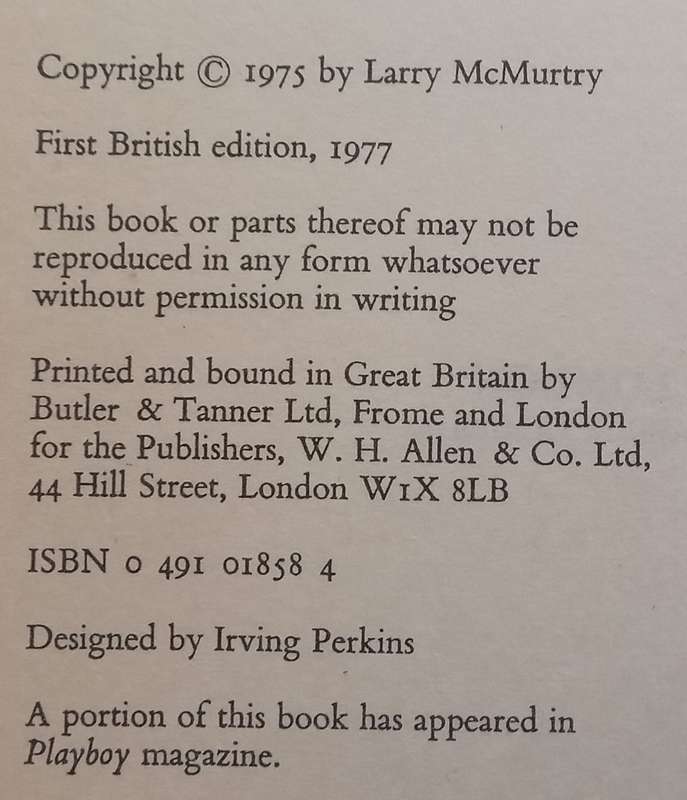 Copyright © 1975 by Larry McMurtry
First British edition, 1977
This book or parts thereof may not be
reproduced in any form whatsoever
without permission in writing
Printed and bound in Great Britain by
Butler & Tanner Ltd, Frome and London
for the Publishers, W. H. Allen & Co. Ltd,
44 Hill Street, London W1X 8LB
ISBN 0 491 01858 4
Designed by Irving Perkins
A portion of this book has appeared in
Playboy magazine.